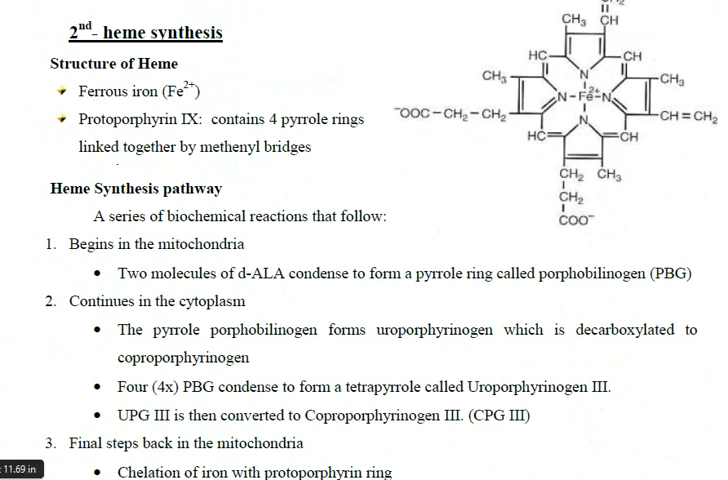 2nd- heme synthesis
Structure of Heme
Ferrous iron (Fe2+)
Protoporphyrin IX: contains 4 pyrrole rings
linked together by methenyl bridges
CH3 CH
HC CH
CH3 N CH3
N-Fe2+-N
-OOC-CH2-CH2 CH=CH2
N
HC CH
CH2 CH3
CH2
COO-
Heme Synthesis pathway
A series of biochemical reactions that follow:
1. Begins in the mitochondria
• Two molecules of d-ALA condense to form a pyrrole ring called porphobilinogen (PBG)
2. Continues in the cytoplasm
• The pyrrole porphobilinogen forms uroporphyrinogen which is decarboxylated to
coproporphyrinogen
• Four (4x) PBG condense to form a tetrapyrrole called Uroporphyrinogen III.
• UPG III is then converted to Coproporphyrinogen III. (CPG III)
3. Final steps back in the mitochondria
• Chelation of iron with protoporphyrin ring
11.69 in